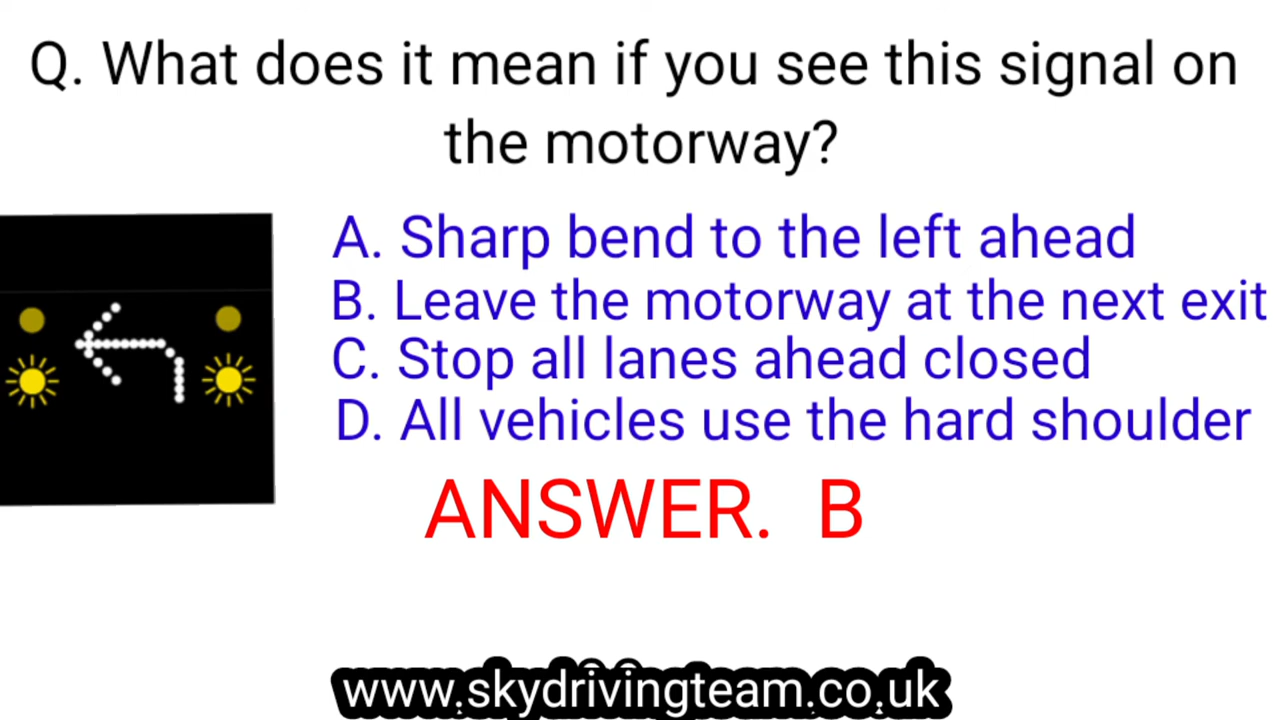 Q. What does it mean if you see this signal on
the motorway?
A. Sharp bend to the left ahead
B. Leave the motorway at the next exit
C. Stop all lanes ahead closed
D. All vehicles use the hard shoulder
ANSWER. B
www.skydrivingteam.co.uk